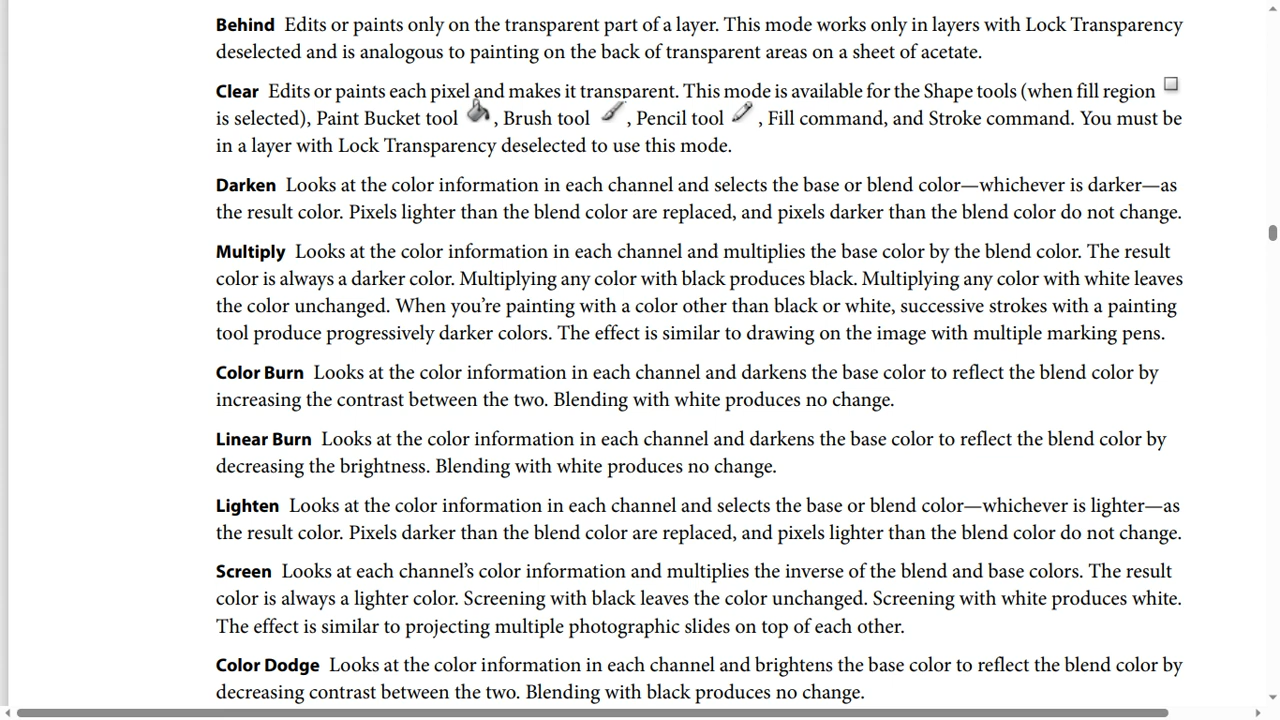 Behind Edits or paints only on the transparent part of a layer. This mode works only in layers with Lock Transparency
deselected and is analogous to painting on the back of transparent areas on a sheet of acetate.
Clear Edits or paints each pixel and makes it transparent. This mode is available for the Shape tools (when fill region
is selected), Paint Bucket tool , Brush tool , Pencil tool , Fill command, and Stroke command. You must be
in a layer with Lock Transparency deselected to use this mode.
Darken Looks at the color information in each channel and selects the base or blend color—whichever is darker—as
the result color. Pixels lighter than the blend color are replaced, and pixels darker than the blend color do not change.
Multiply Looks at the color information in each channel and multiplies the base color by the blend color. The result
color is always a darker color. Multiplying any color with black produces black. Multiplying any color with white leaves
the color unchanged. When you’re painting with a color other than black or white, successive strokes with a painting
tool produce progressively darker colors. The effect is similar to drawing on the image with multiple marking pens.
Color Burn Looks at the color information in each channel and darkens the base color to reflect the blend color by
increasing the contrast between the two. Blending with white produces no change.
Linear Burn Looks at the color information in each channel and darkens the base color to reflect the blend color by
decreasing the brightness. Blending with white produces no change.
Lighten Looks at the color information in each channel and selects the base or blend color—whichever is lighter—as
the result color. Pixels darker than the blend color are replaced, and pixels lighter than the blend color do not change.
Screen Looks at each channel’s color information and multiplies the inverse of the blend and base colors. The result
color is always a lighter color. Screening with black leaves the color unchanged. Screening with white produces white.
The effect is similar to projecting multiple photographic slides on top of each other.
Color Dodge Looks at the color information in each channel and brightens the base color to reflect the blend color by
decreasing contrast between the two. Blending with black produces no change.